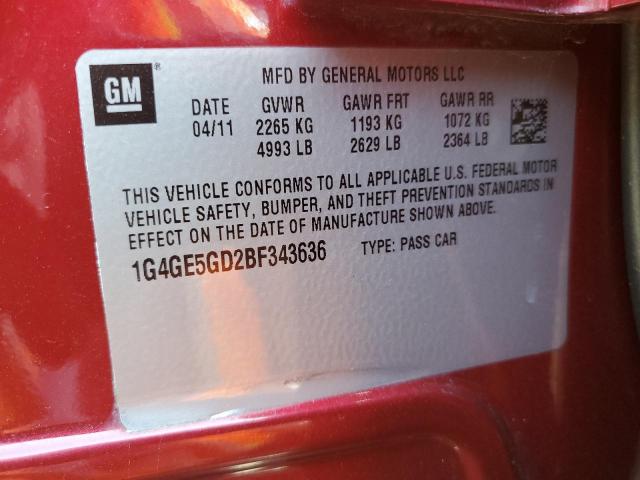 GM ®
MFD BY GENERAL MOTORS LLC
DATE GVWR GAWR FRT GAWR RR
04/11 2265 KG 1193 KG 1072 KG
4993 LB 2629 LB 2364 LB
THIS VEHICLE CONFORMS TO ALL APPLICABLE U.S. FEDERAL MOTOR
VEHICLE SAFETY, BUMPER, AND THEFT PREVENTION STANDARDS IN
EFFECT ON THE DATE OF MANUFACTURE SHOWN ABOVE.
1G4GE5GD2BF343636 TYPE: PASS CAR